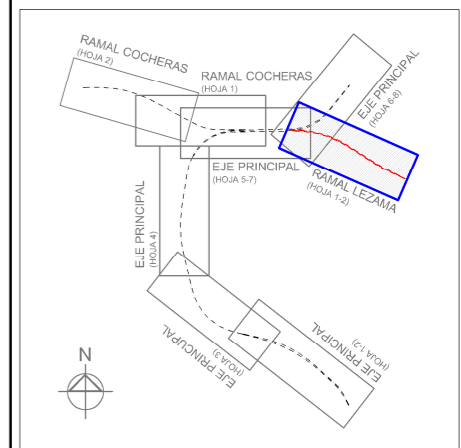 RAMAL COCHERAS
(HOJA 2)
RAMAL COCHERAS
(HOJA 1)
EJE PRINCIPAL
(HOJA 6-8)
EJE PRINCIPAL
(HOJA 5-7)
RAMAL LEZAMA
(HOJA 1-2)
EJE PRINCIPAL
(HOJA 4)
EJE PRINCUPAL
(HOJA 3)
EJE PRINCIPAL
(HOJA 1-2)
N